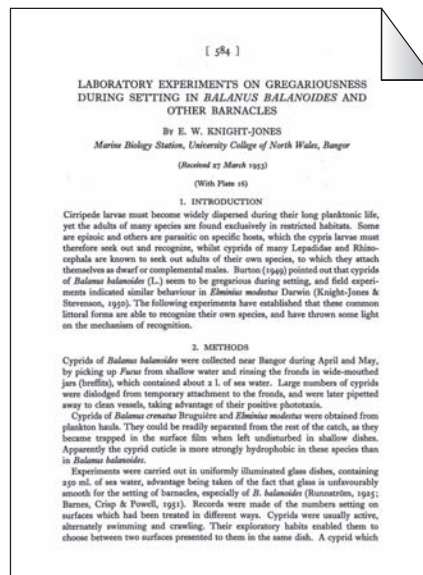 [ 584 ]
LABORATORY EXPERIMENTS ON GREGARIOUSNESS
DURING SETTING IN BALANUS BALANOIDES AND
OTHER BARNACLES
BY E. W. KNIGHT-JONES
Marine Biology Station, University College of North Wales, Bangor
(Received 27 March 1953)
(With Plate 16)
1. INTRODUCTION
Cirripede larvae must become widely dispersed during their long planktonic life,
yet the adults of many species are found exclusively in restricted habitats. Some
are epizoic and others are parasitic on specific hosts, which the cypris larvae must
therefore seek out and recognize, whilst cyprids of many Lepadidae and Rhizo-
cephala are known to seek out adults of their own species, to which they attach
themselves as dwarf or complemental males. Burton (1949) pointed out that cyprids
of Balanus balanoides (L.) seem to be gregarious during setting, and field experi-
ments indicated similar behaviour in Elminius modestus Darwin (Knight-Jones &
Stevenson, 1950). The following experiments have established that these common
littoral forms are able to recognize their own species, and have thrown some light
on the mechanism of recognition.
2. METHODS
Cyprids of Balanus balanoides were collected near Bangor during April and May,
by picking up Fucus from shallow water and rinsing the fronds in wide-mouthed
jars (breffits), which contained about 2 l. of sea water. Large numbers of cyprids
were dislodged from temporary attachment to the fronds, and were later pipetted
away to clean vessels, taking advantage of their positive phototaxis.
Cyprids of Balanus crenatus Bruguière and Elminius modestus were obtained from
plankton hauls. They could be readily separated from the rest of the catch, as they
became trapped in the surface film when left undisturbed in shallow dishes.
Apparently the cyprid cuticle is more strongly hydrophobic in these species than
in Balanus balanoides.
Experiments were carried out in uniformly illuminated glass dishes, containing
250 ml. of sea water, advantage being taken of the fact that glass is unfavourably
smooth for the setting of barnacles, especially of B. balanoides (Runnström, 1925;
Barnes, Crisp & Powell, 1951). Records were made of the numbers setting on
surfaces which had been treated in different ways. Cyprids were usually active,
alternately swimming and crawling. Their exploratory habits enabled them to
choose between two surfaces presented to them in the same dish. A cyprid which